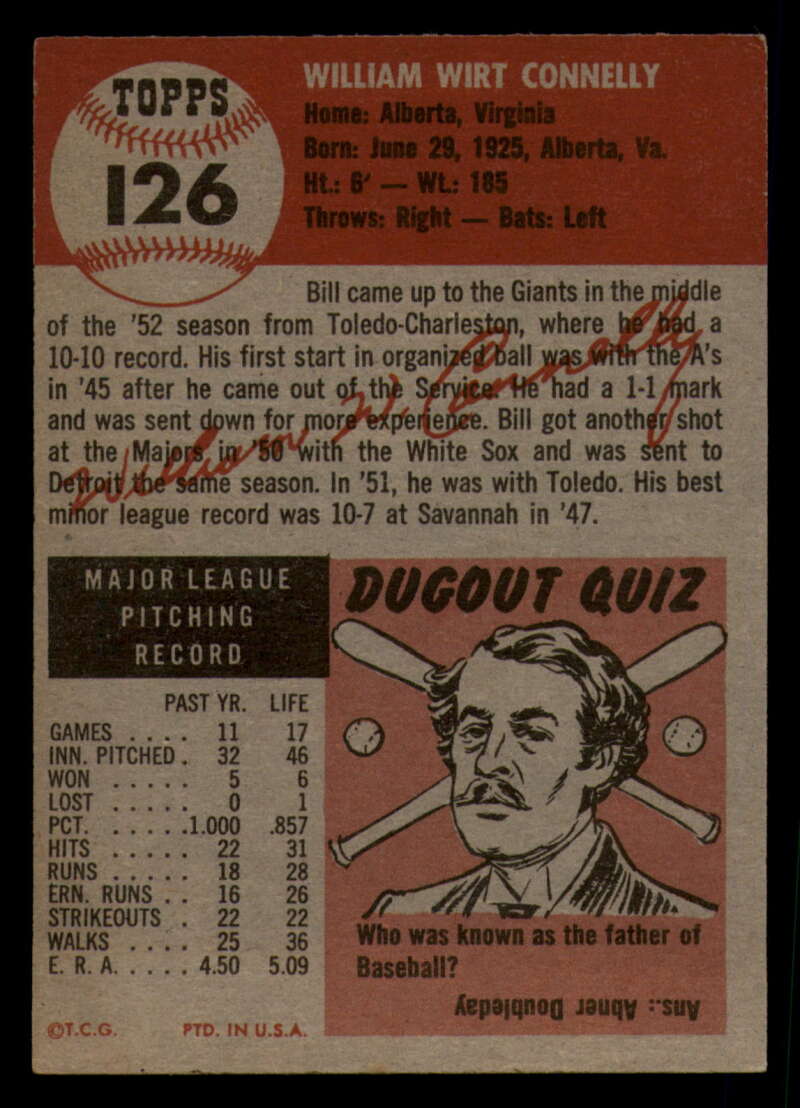 TOPPS
126
WILLIAM WIRT CONNELLY
Home: Alberta, Virginia
Born: June 29, 1925, Alberta, Va.
Ht.: 6' — Wt.: 185
Throws: Right — Bats: Left
Bill came up to the Giants in the middle
of the '52 season from Toledo-Charleston, where he had a
10-10 record. His first start in organized ball was with the A's
in '45 after he came out of the Service. He had a 1-1 mark
and was sent down for more experience. Bill got another shot
at the Majors in '50 with the White Sox and was sent to
Detroit the same season. In '51, he was with Toledo. His best
minor league record was 10-7 at Savannah in '47.
William W. Connelly
MAJOR LEAGUE
PITCHING
RECORD
PAST YR. LIFE
GAMES . . . . 11 17
INN. PITCHED . 32 46
WON . . . . . 5 6
LOST . . . . . 0 1
PCT. . . . . . 1.000 .857
HITS . . . . . 22 31
RUNS . . . . . 18 28
ERN. RUNS . . 16 26
STRIKEOUTS . 22 22
WALKS . . . . 25 36
E. R. A. . . . . 4.50 5.09
©T.C.G. PTD. IN U.S.A.
DUGOUT QUIZ
Who was known as the father of
Baseball?
Ans.: Abner Doubleday